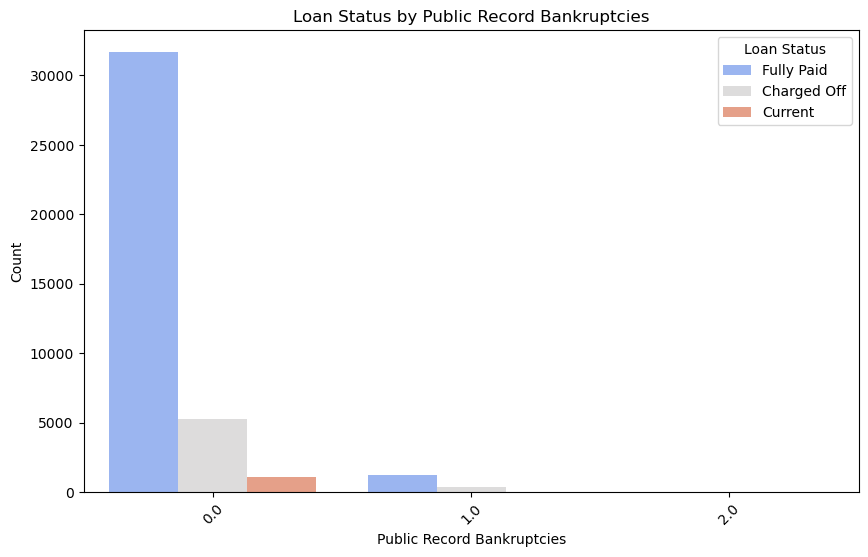 Loan Status by Public Record Bankruptcies
Loan Status
Fully Paid
Charged Off
Current
30000
25000
20000
15000
10000
5000
0
Count
0.0
1.0
2.0
Public Record Bankruptcies